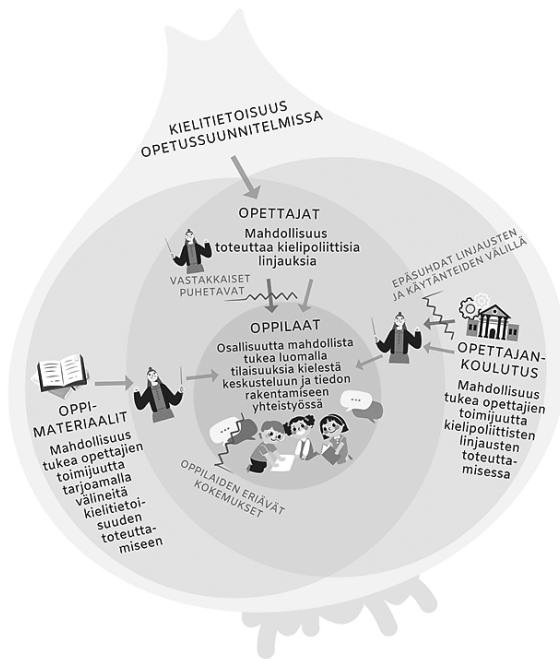 KIELITIETOISUUS
OPETUSSUUNNITELMISSA
OPETTAJAT
Mahdollisuus
toteuttaa kielipoliittisia
linjauksia
VASTAKKAISET
PUHETAVAT
EPÄSUHDAT LINJAUSTEN
JA KÄYTÄNTEIDEN VÄLILLÄ
OPPILAAT
Osallisuutta mahdollista
tukea luomalla
tilaisuuksia kielestä
keskusteluun ja tiedon
rakentamiseen
yhteistyössä
OPPILAIDEN ERIÄVÄT
KOKEMUKSET
OPPI-
MATERIAALIT
Mahdollisuus
tukea opettajien
toimijuutta
tarjoamalla
välineitä
kielitietoi-
suuden
toteutta-
miseen
OPETTAJAN-
KOULUTUS
Mahdollisuus
tukea opettajien
toimijuutta
kielipoliittisten
linjausten
toteutta-
misessa